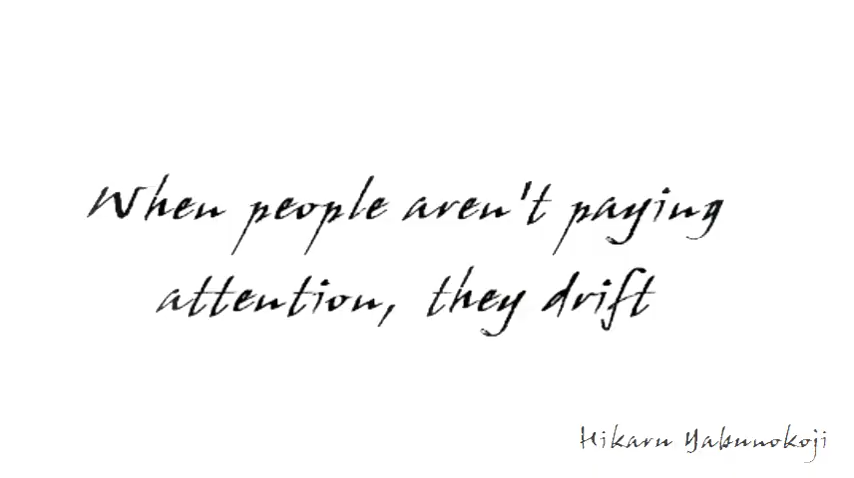 When people aren't paying
attention, they drift
Hikaru Yabunokoji